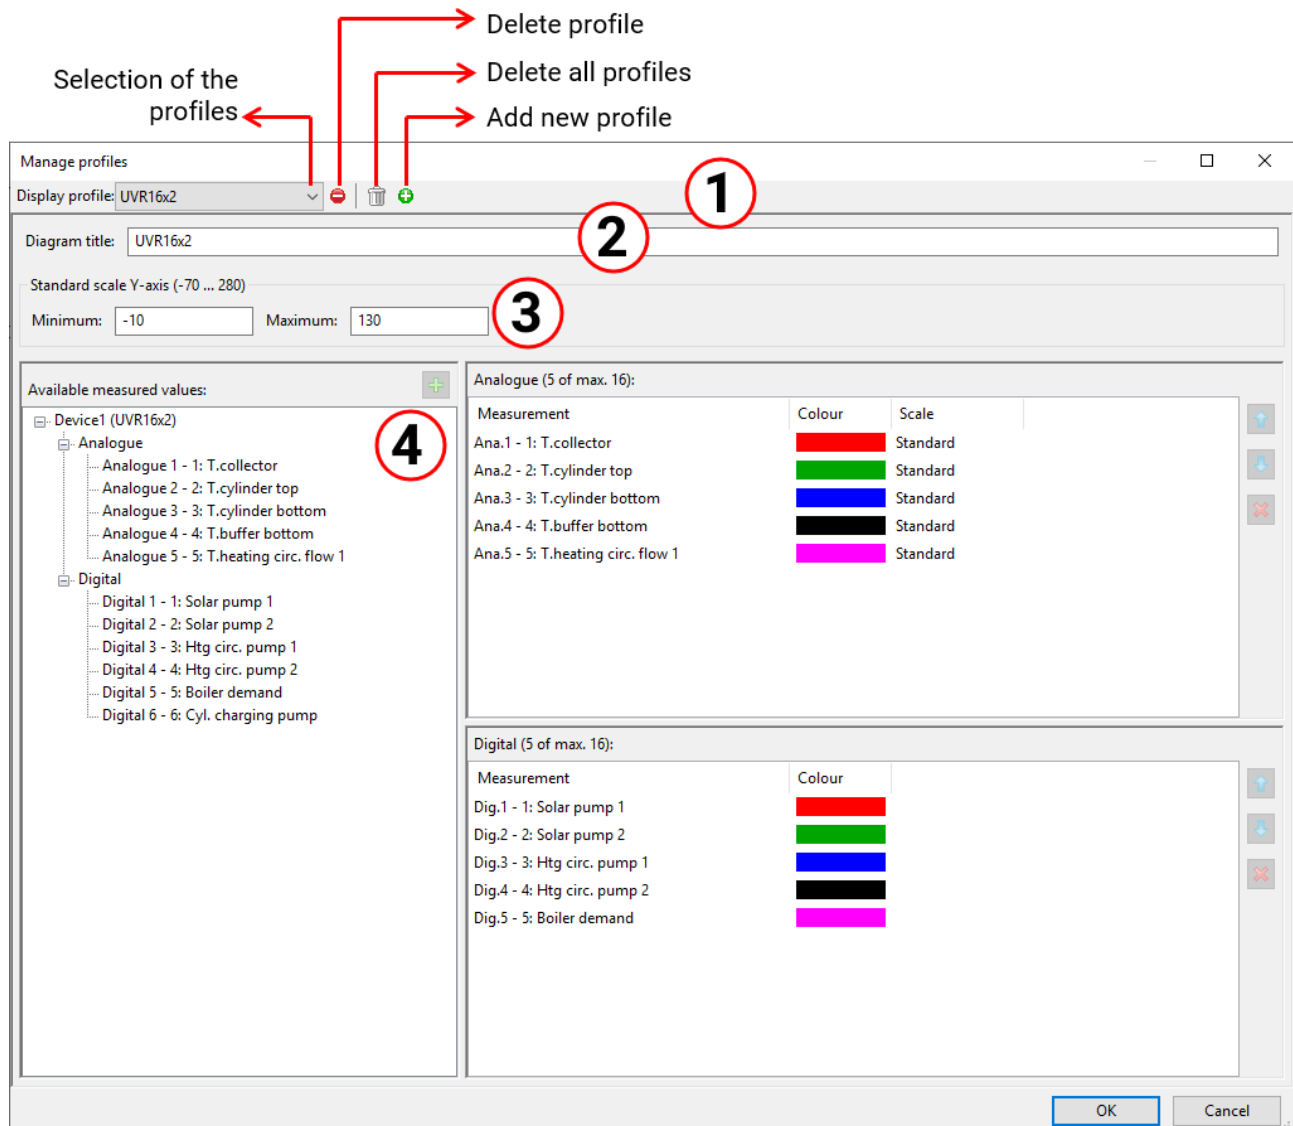 Delete profile
Selection of the
profiles
Delete all profiles
Add new profile
Manage profiles
Display profile: UVR16x2
1
Diagram title: UVR16x2
2
Standard scale Y-axis (-70 ... 280)
Minimum: -10 Maximum: 130
3
Available measured values:
4
Device1 (UVR16x2)
Analogue
Analogue 1 - 1: T.collector
Analogue 2 - 2: T.cylinder top
Analogue 3 - 3: T.cylinder bottom
Analogue 4 - 4: T.buffer bottom
Analogue 5 - 5: T.heating circ. flow 1
Digital
Digital 1 - 1: Solar pump 1
Digital 2 - 2: Solar pump 2
Digital 3 - 3: Htg circ. pump 1
Digital 4 - 4: Htg circ. pump 2
Digital 5 - 5: Boiler demand
Digital 6 - 6: Cyl. charging pump
Analogue (5 of max. 16):
Measurement Colour Scale
Ana.1 - 1: T.collector Standard
Ana.2 - 2: T.cylinder top Standard
Ana.3 - 3: T.cylinder bottom Standard
Ana.4 - 4: T.buffer bottom Standard
Ana.5 - 5: T.heating circ. flow 1 Standard
Digital (5 of max. 16):
Measurement Colour
Dig.1 - 1: Solar pump 1
Dig.2 - 2: Solar pump 2
Dig.3 - 3: Htg circ. pump 1
Dig.4 - 4: Htg circ. pump 2
Dig.5 - 5: Boiler demand
OK Cancel